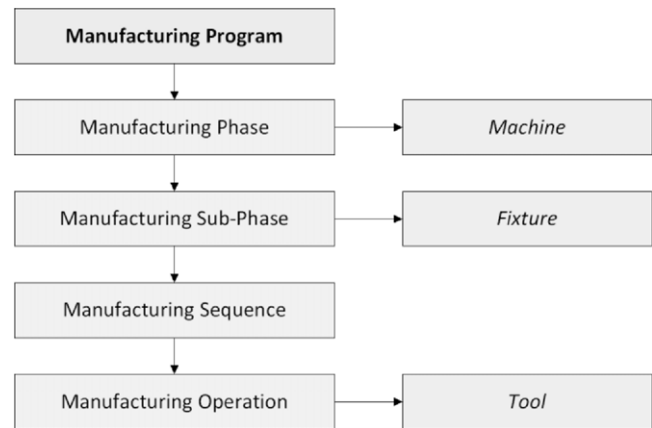 Manufacturing Program
Manufacturing Phase
Machine
Manufacturing Sub-Phase
Fixture
Manufacturing Sequence
Manufacturing Operation
Tool